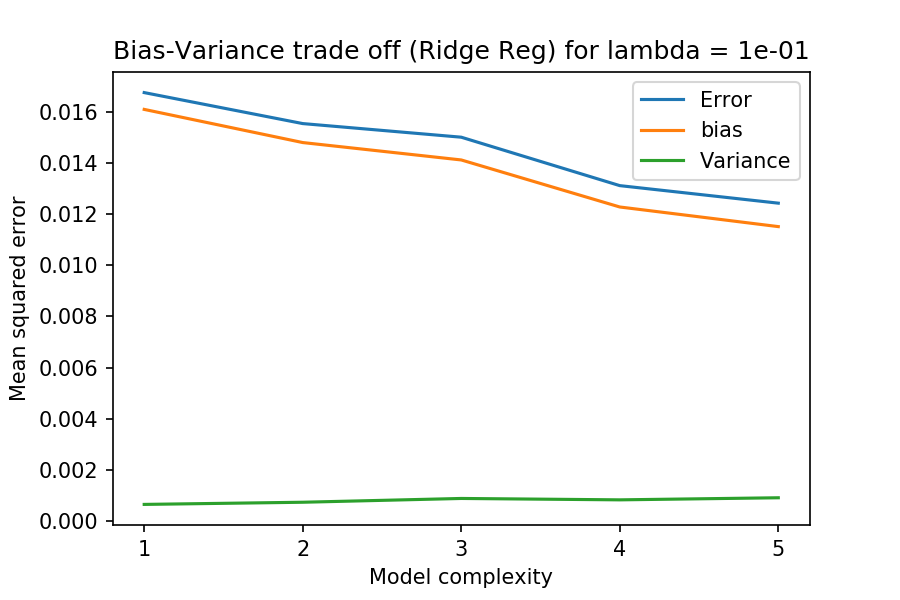 Bias-Variance trade off (Ridge Reg) for lambda = 1e-01
Error
bias
Variance
Mean squared error
0.016
0.014
0.012
0.010
0.008
0.006
0.004
0.002
0.000
1 2 3 4 5
Model complexity